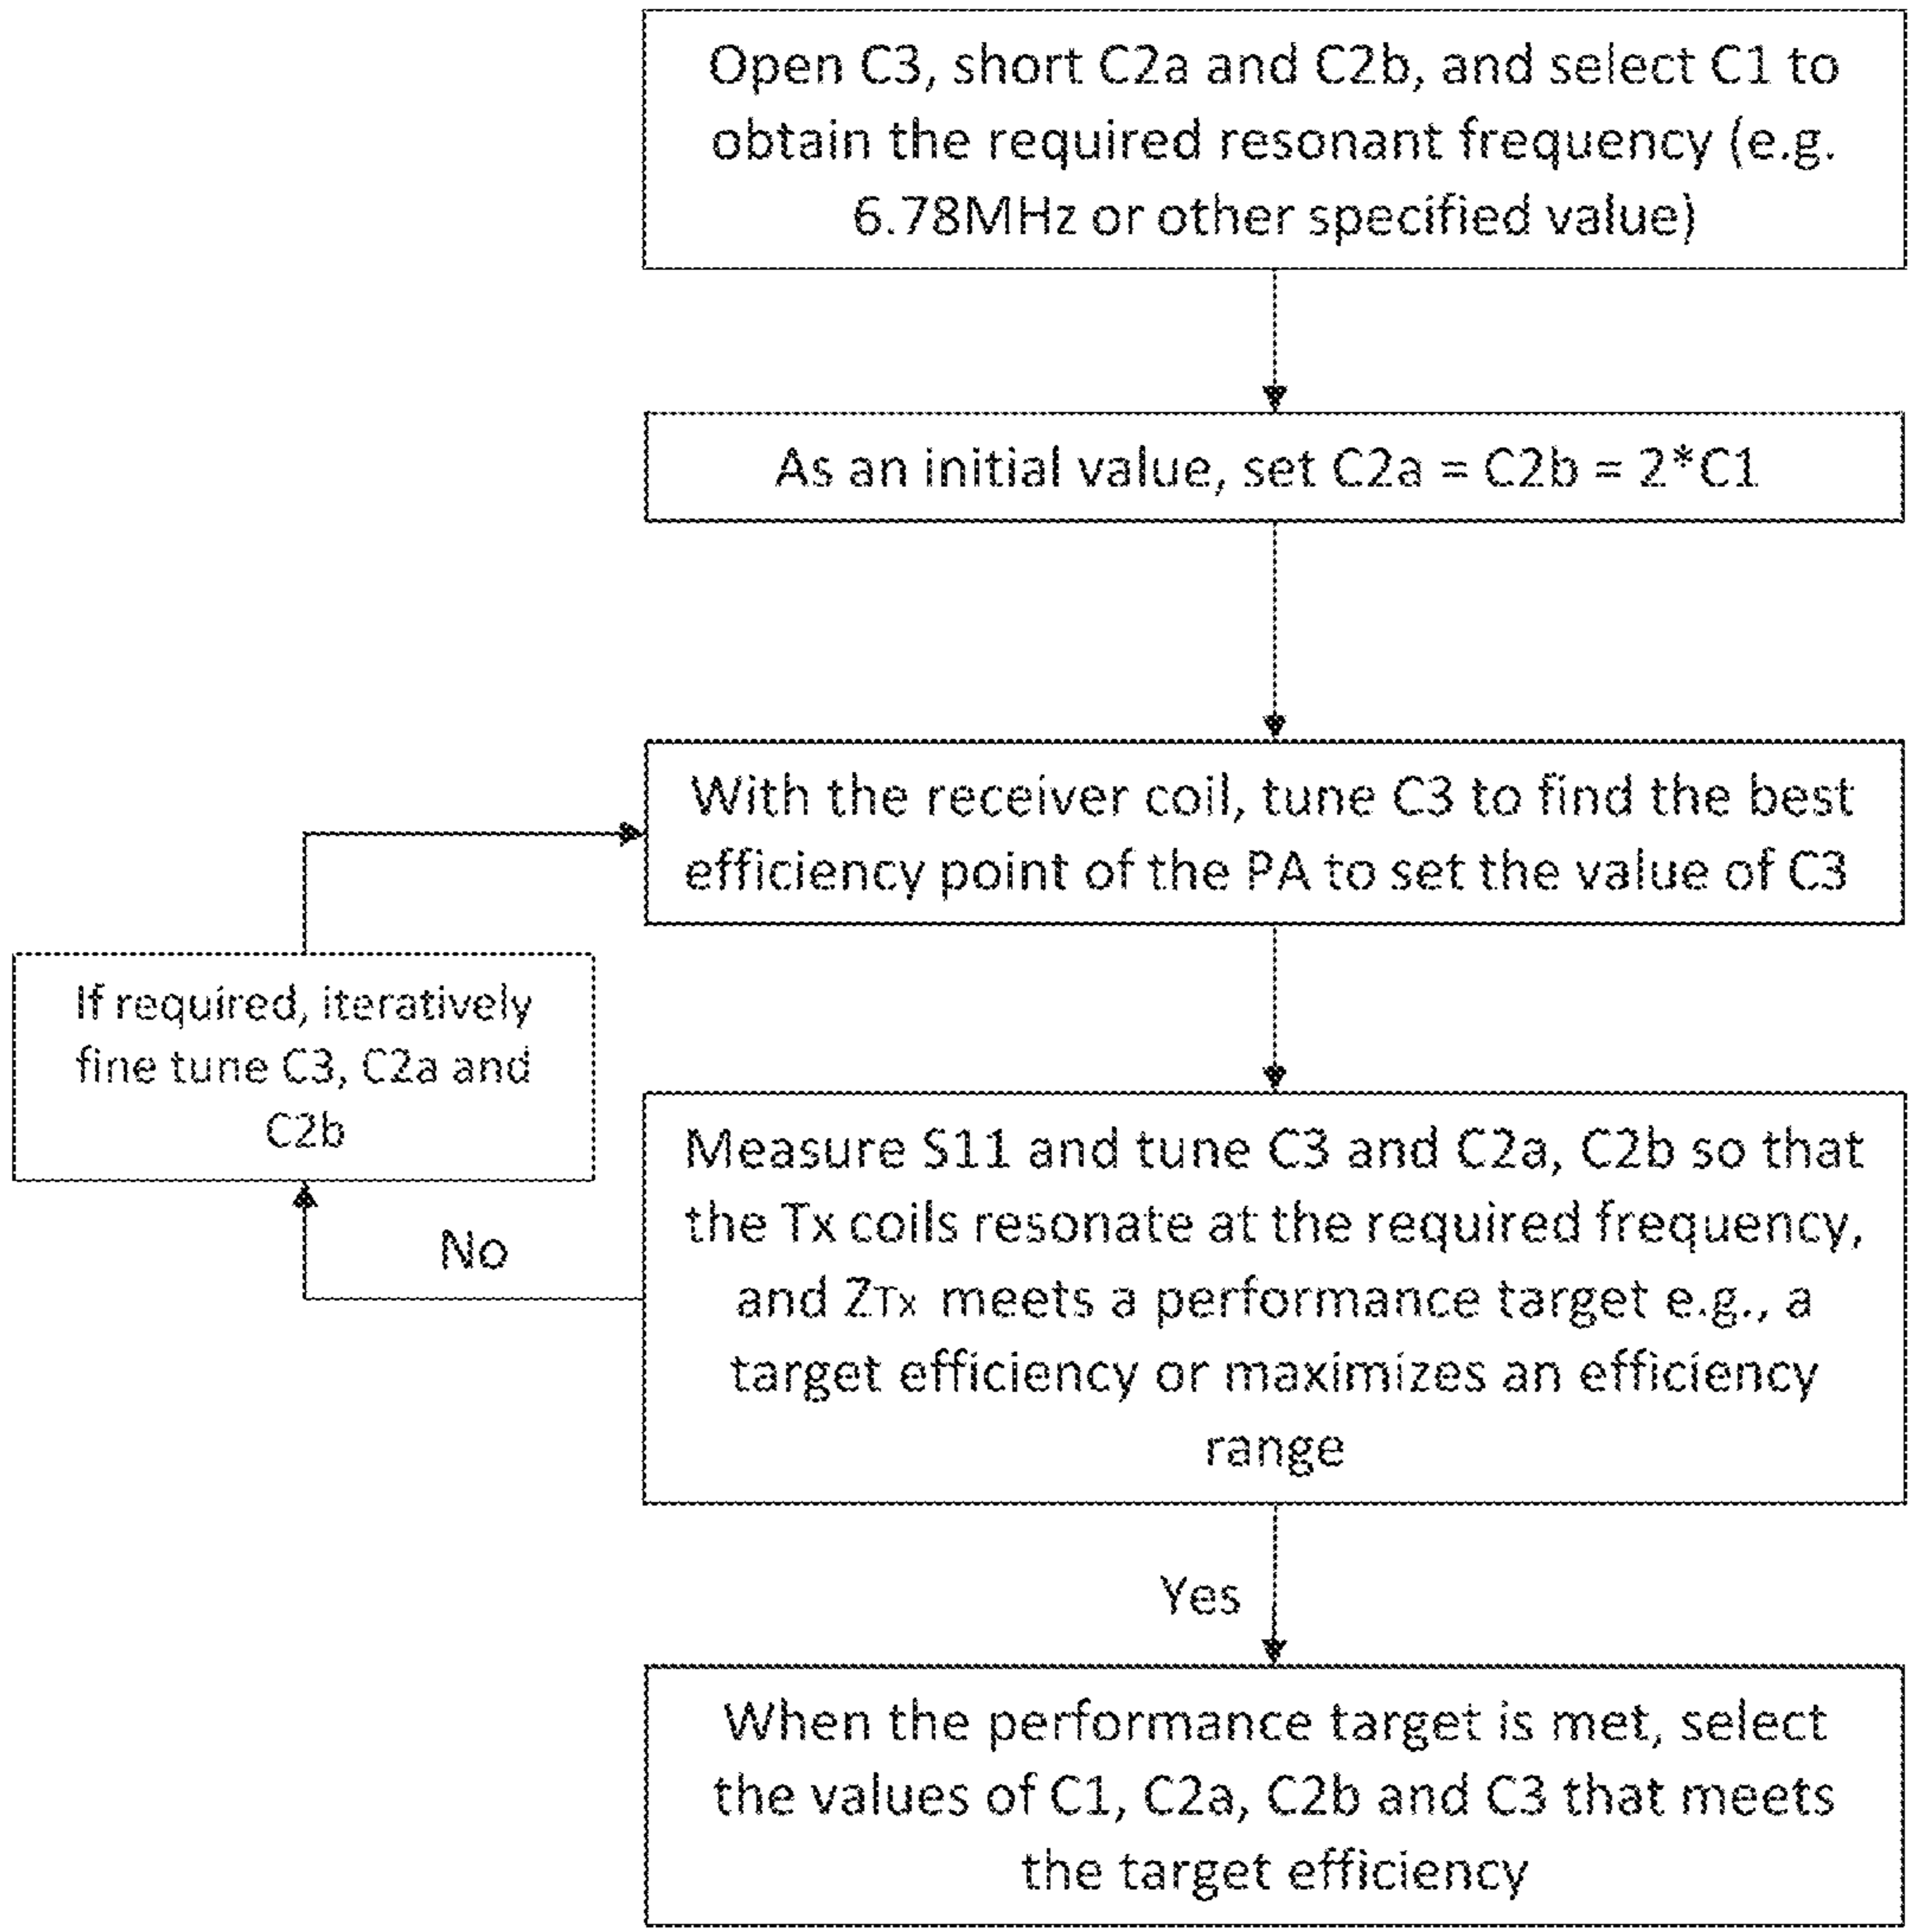 Open C3, short C2a and C2b, and select C1 to
obtain the required resonant frequency (e.g.
6.78MHz or other specified value)
As an initial value, set C2a = C2b = 2*C1
With the receiver coil, tune C3 to find the best
efficiency point of the PA to set the value of C3
If required, iteratively
fine tune C3, C2a and
C2b
No
Measure S11 and tune C3 and C2a, C2b so that
the Tx coils resonate at the required frequency,
and ZTx meets a performance target e.g., a
target efficiency or maximizes an efficiency
range
Yes
When the performance target is met, select
the values of C1, C2a, C2b and C3 that meets
the target efficiency